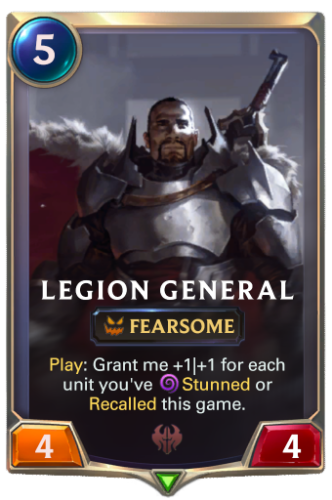 5
LEGION GENERAL
FEARSOME
Play: Grant me +1|+1 for each
unit you've Stunned or
Recalled this game.
4 4